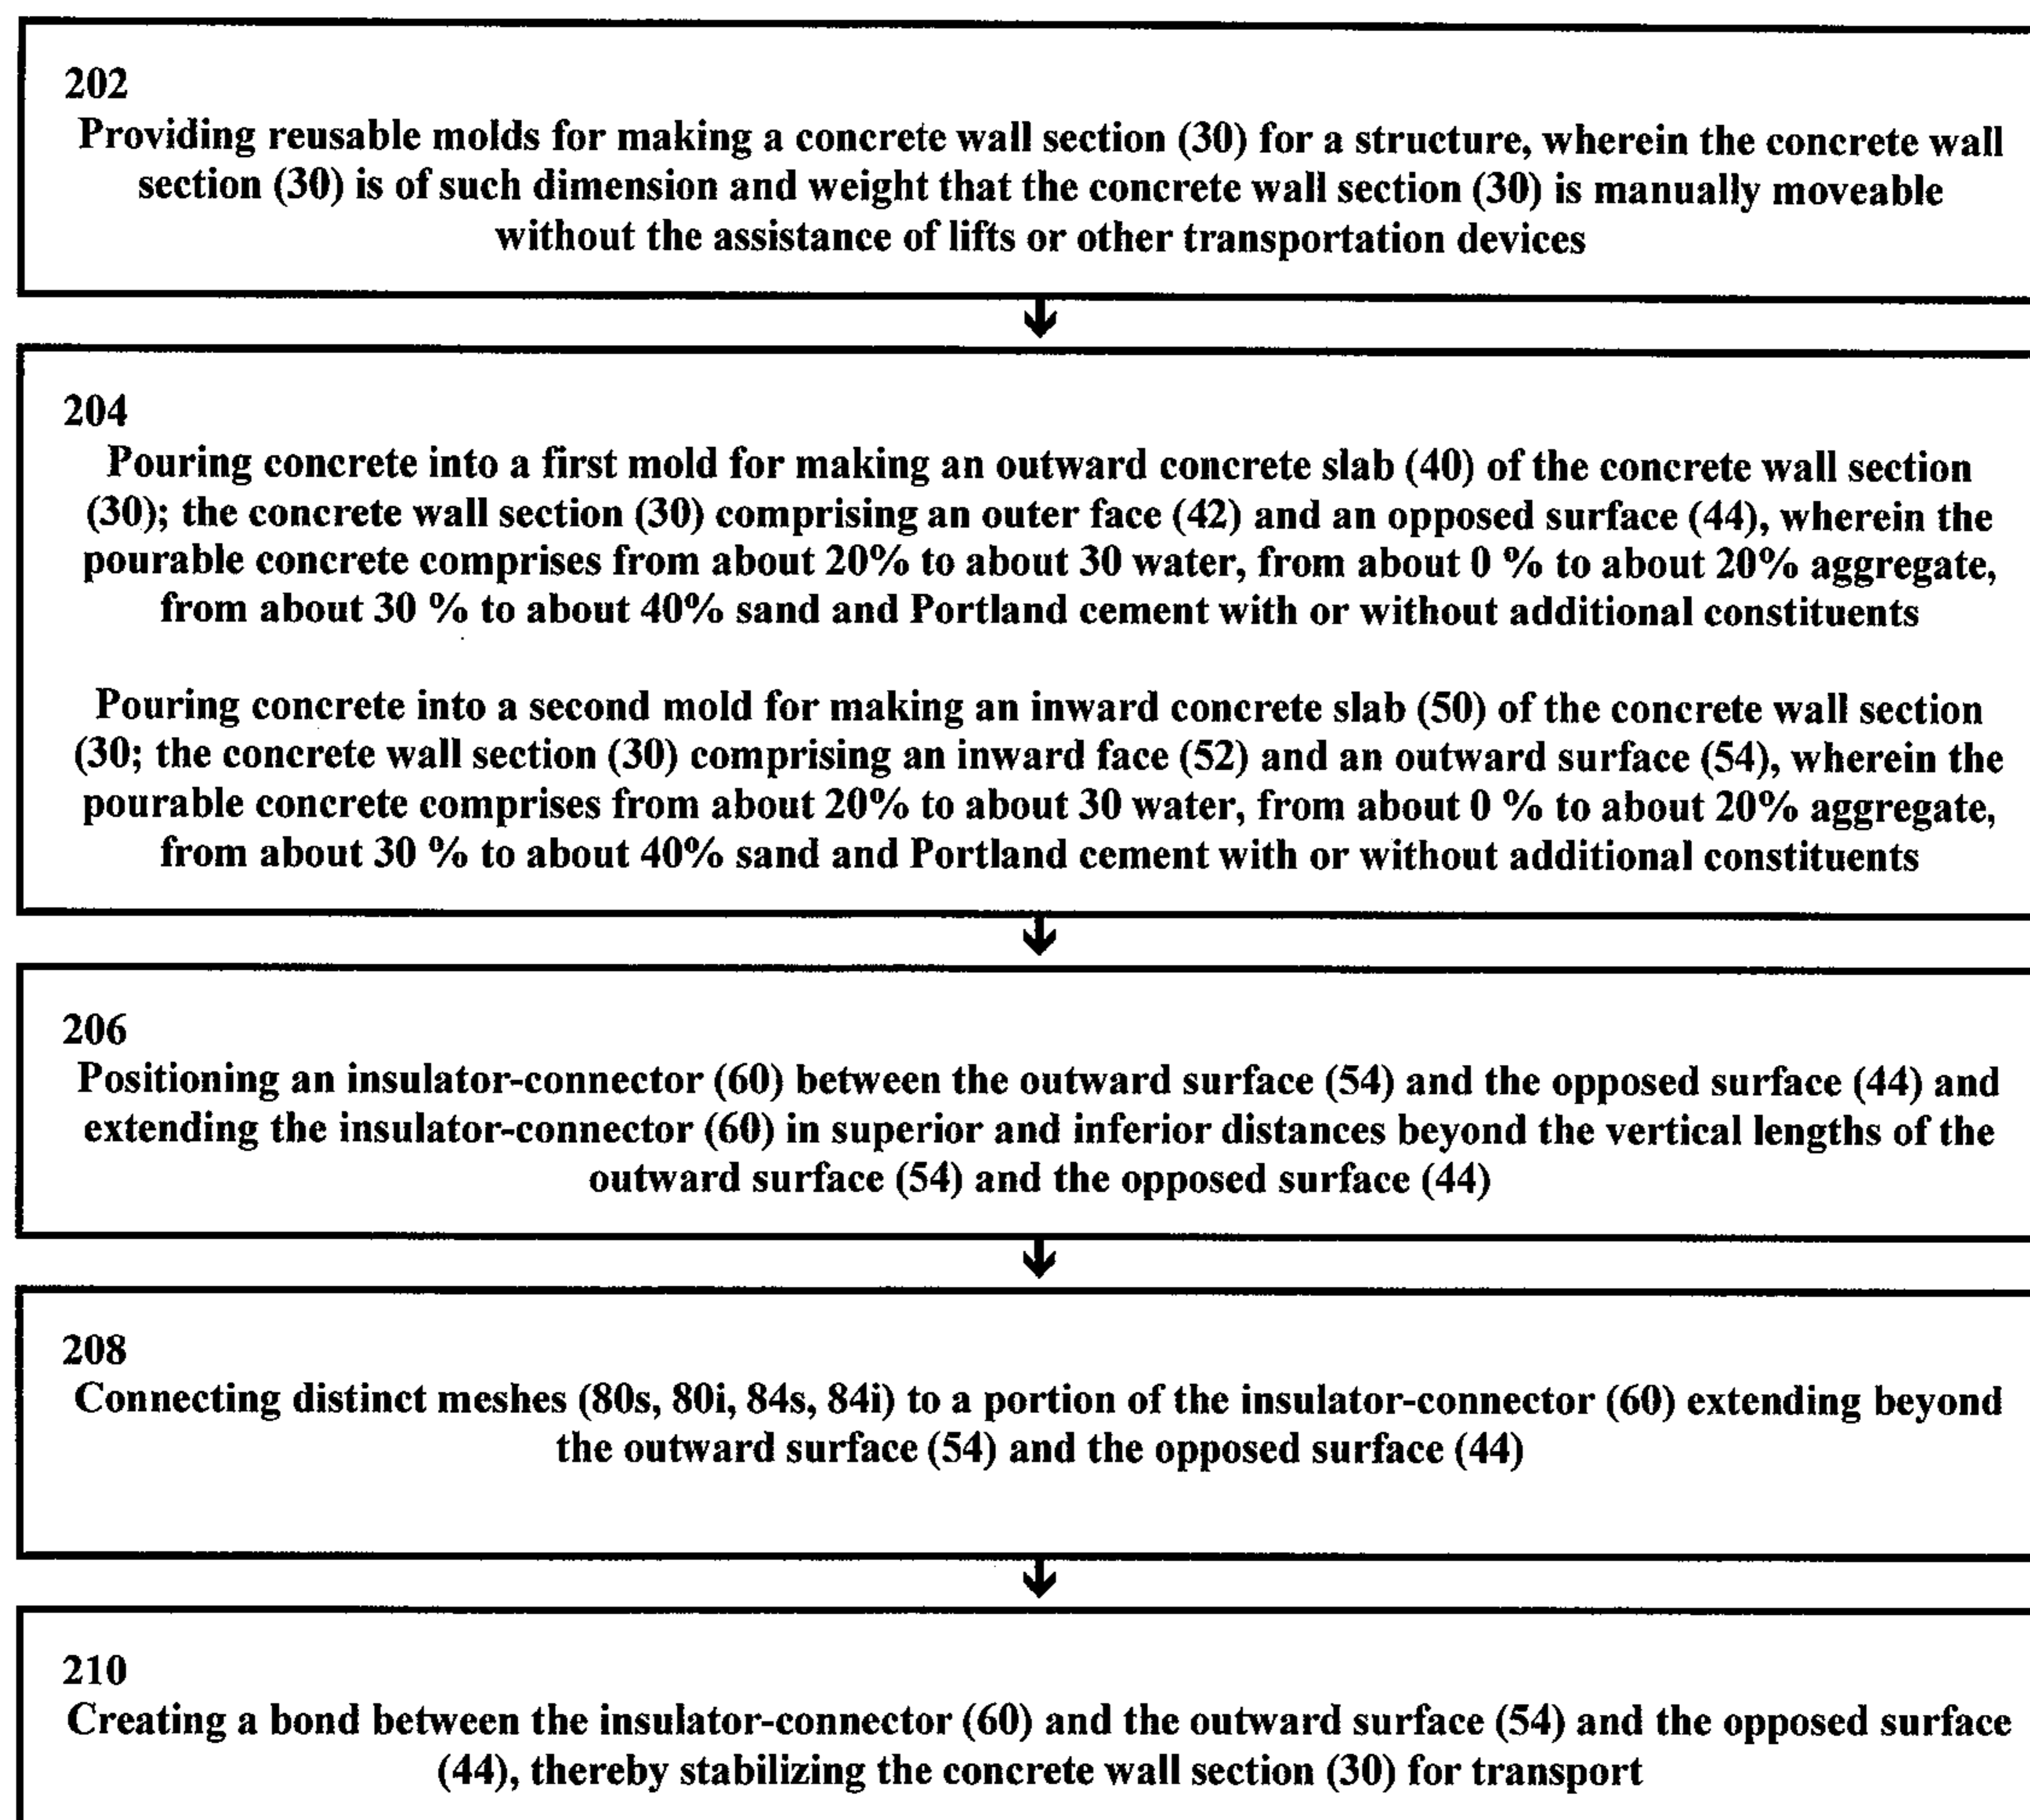 202
Providing reusable molds for making a concrete wall section (30) for a structure, wherein the concrete wall
section (30) is of such dimension and weight that the concrete wall section (30) is manually moveable
without the assistance of lifts or other transportation devices
204
Pouring concrete into a first mold for making an outward concrete slab (40) of the concrete wall section
(30); the concrete wall section (30) comprising an outer face (42) and an opposed surface (44), wherein the
pourable concrete comprises from about 20% to about 30 water, from about 0 % to about 20% aggregate,
from about 30 % to about 40% sand and Portland cement with or without additional constituents
Pouring concrete into a second mold for making an inward concrete slab (50) of the concrete wall section
(30; the concrete wall section (30) comprising an inward face (52) and an outward surface (54), wherein the
pourable concrete comprises from about 20% to about 30 water, from about 0 % to about 20% aggregate,
from about 30 % to about 40% sand and Portland cement with or without additional constituents
206
Positioning an insulator-connector (60) between the outward surface (54) and the opposed surface (44) and
extending the insulator-connector (60) in superior and inferior distances beyond the vertical lengths of the
outward surface (54) and the opposed surface (44)
208
Connecting distinct meshes (80s, 80i, 84s, 84i) to a portion of the insulator-connector (60) extending beyond
the outward surface (54) and the opposed surface (44)
210
Creating a bond between the insulator-connector (60) and the outward surface (54) and the opposed surface
(44), thereby stabilizing the concrete wall section (30) for transport